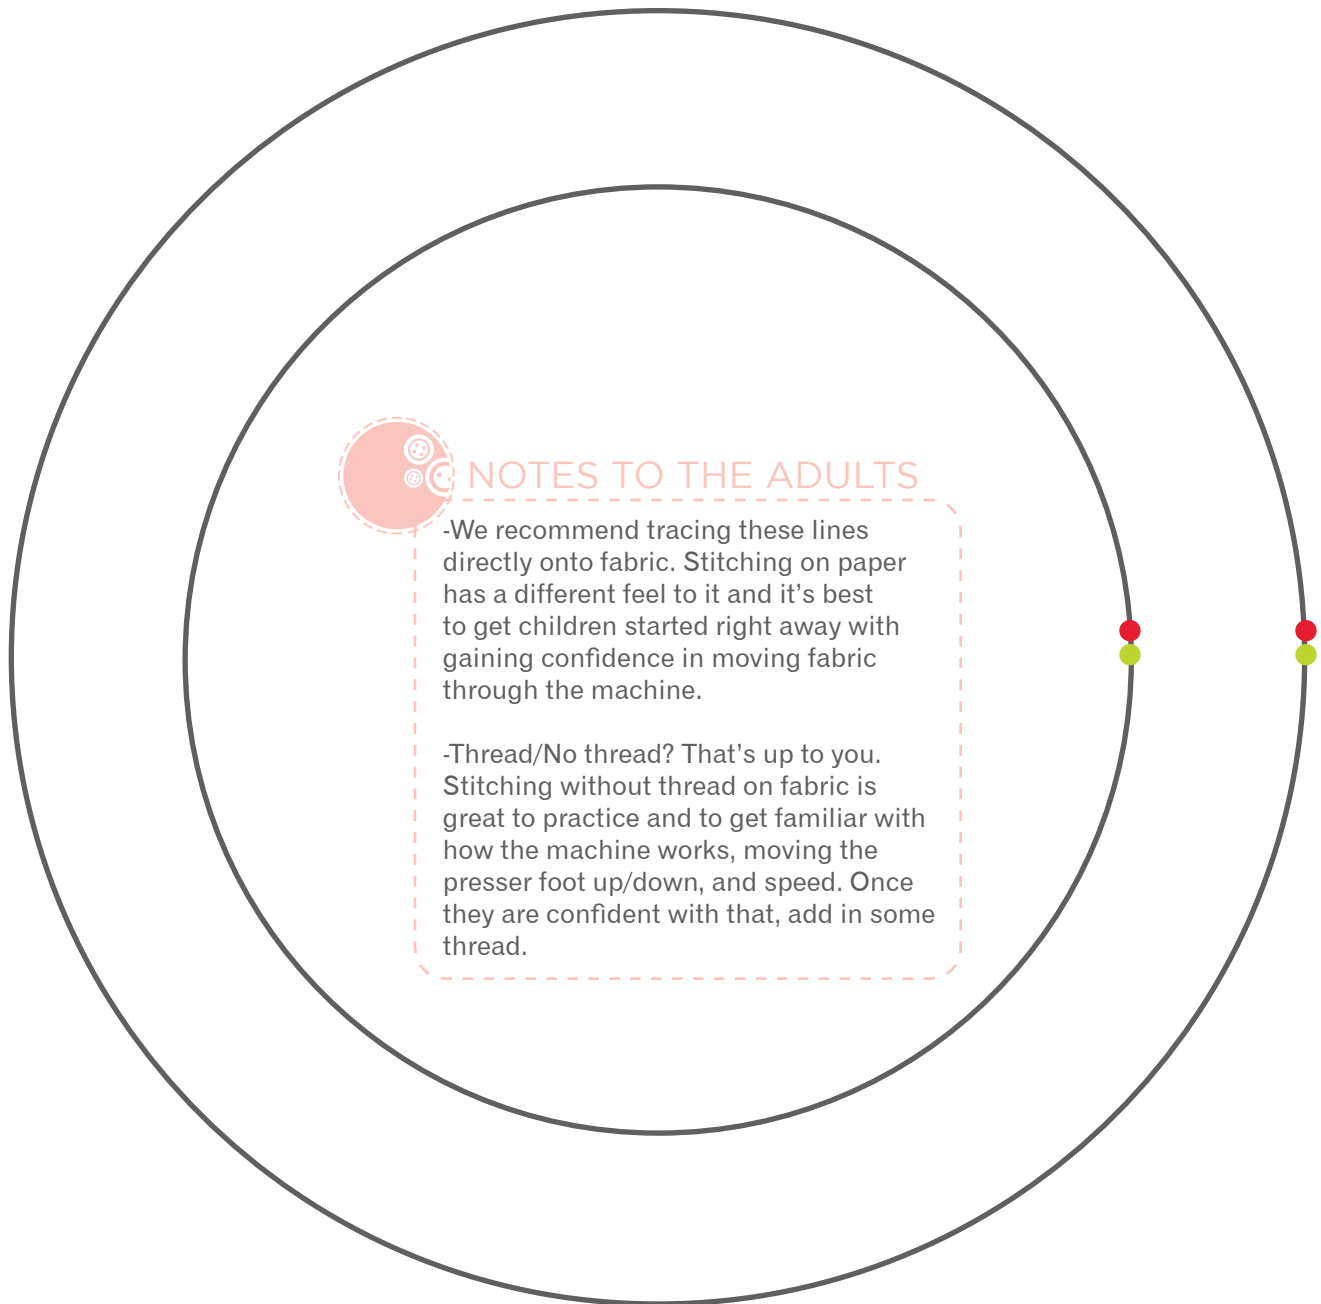 NOTES TO THE ADULTS
-We recommend tracing these lines
directly onto fabric. Stitching on paper
has a different feel to it and it’s best
to get children started right away with
gaining confidence in moving fabric
through the machine.
-Thread/No thread? That’s up to you.
Stitching without thread on fabric is
great to practice and to get familiar with
how the machine works, moving the
presser foot up/down, and speed. Once
they are confident with that, add in some
thread.